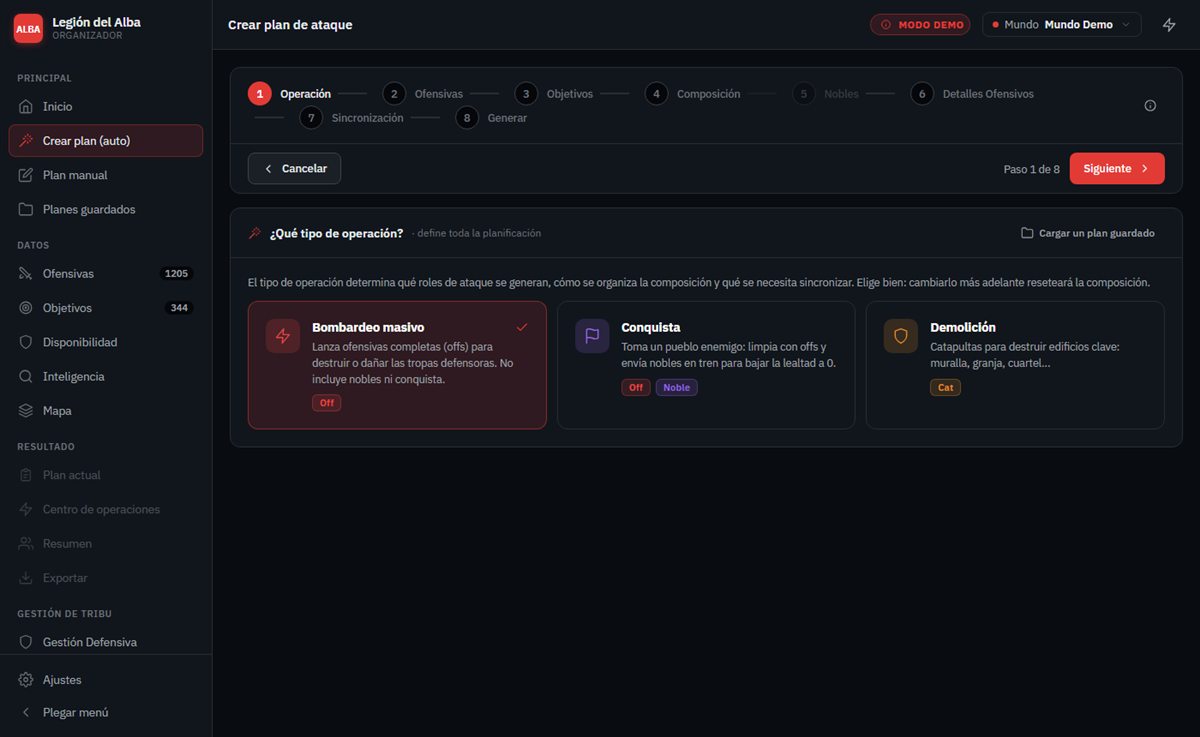 ALBA
Legión del Alba
ORGANIZADOR
PRINCIPAL
Inicio
Crear plan (auto)
Plan manual
Planes guardados
DATOS
Ofensivas 1205
Objetivos 344
Disponibilidad
Inteligencia
Mapa
RESULTADO
Plan actual
Centro de operaciones
Resumen
Exportar
GESTIÓN DE TRIBU
Gestión Defensiva
Ajustes
Plegar menú
Crear plan de ataque
MODO DEMO
Mundo Mundo Demo
1 Operación 2 Ofensivas 3 Objetivos 4 Composición 5 Nobles 6 Detalles Ofensivos
7 Sincronización 8 Generar
Cancelar
Paso 1 de 8
Siguiente
¿Qué tipo de operación? · define toda la planificación
Cargar un plan guardado
El tipo de operación determina qué roles de ataque se generan, cómo se organiza la composición y qué se necesita sincronizar. Elige bien: cambiarlo más adelante reseteará la composición.
Bombardeo masivo
Lanza ofensivas completas (offs) para
destruir o dañar las tropas defensoras. No
incluye nobles ni conquista.
Off
Conquista
Toma un pueblo enemigo: limpia con offs y
envía nobles en tren para bajar la lealtad a 0.
Off Noble
Demolición
Catapultas para destruir edificios clave:
muralla, granja, cuartel...
Cat